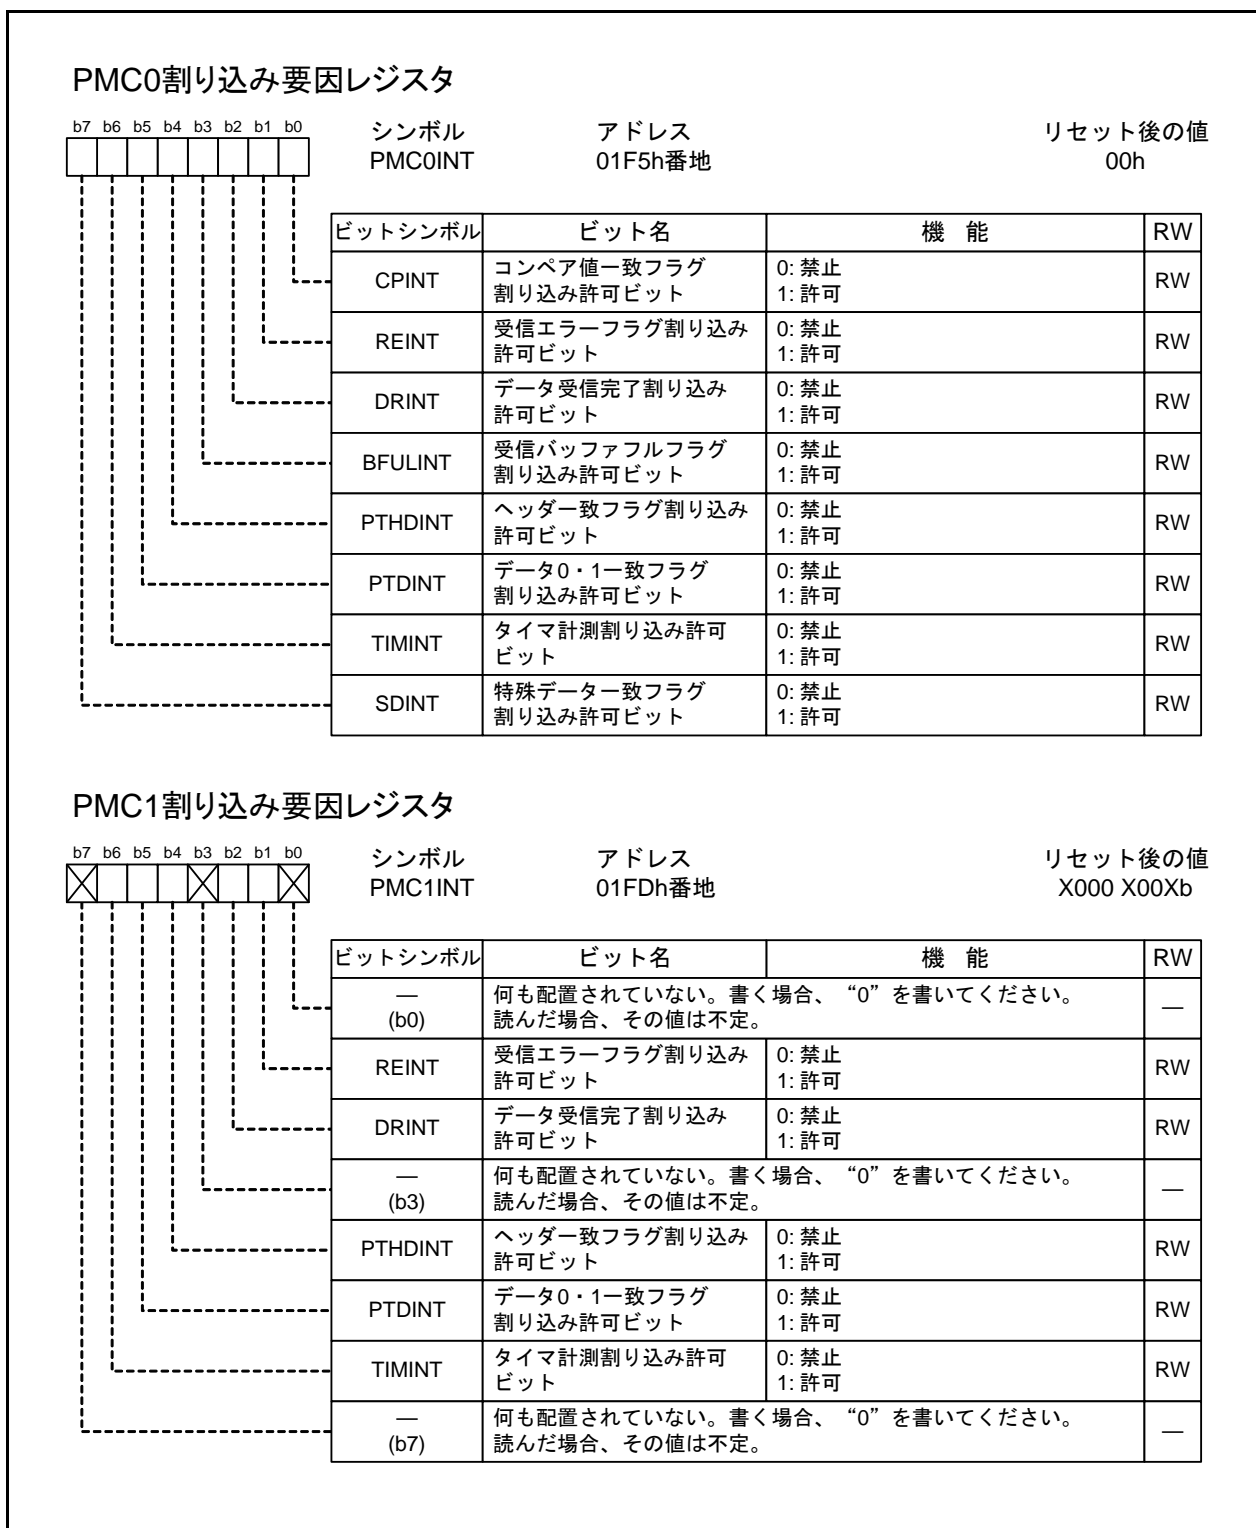 PMC0割り込み要因レジスタ
b7 b6 b5 b4 b3 b2 b1 b0
シンボル アドレス リセット後の値
PMC0INT 01F5h番地 00h
ビットシンボル ビット名 機 能 RW
CPINT
コンペア値一致フラグ
割り込み許可ビット
0: 禁止
1: 許可
RW
REINT
受信エラーフラグ割り込み
許可ビット
0: 禁止
1: 許可
RW
DRINT
データ受信完了割り込み
許可ビット
0: 禁止
1: 許可
RW
BFULINT
受信バッファフルフラグ
割り込み許可ビット
0: 禁止
1: 許可
RW
PTHDINT
ヘッダ一致フラグ割り込み
許可ビット
0: 禁止
1: 許可
RW
PTDINT
データ0・1一致フラグ
割り込み許可ビット
0: 禁止
1: 許可
RW
TIMINT
タイマ計測割り込み許可
ビット
0: 禁止
1: 許可
RW
SDINT
特殊データ一致フラグ
割り込み許可ビット
0: 禁止
1: 許可
RW
PMC1割り込み要因レジスタ
b7 b6 b5 b4 b3 b2 b1 b0
シンボル アドレス リセット後の値
PMC1INT 01FDh番地 X000 X00Xb
ビットシンボル ビット名 機 能 RW
—
(b0)
何も配置されていない。書く場合、“0”を書いてください。
読んだ場合、その値は不定。
—
REINT
受信エラーフラグ割り込み
許可ビット
0: 禁止
1: 許可
RW
DRINT
データ受信完了割り込み
許可ビット
0: 禁止
1: 許可
RW
—
(b3)
何も配置されていない。書く場合、“0”を書いてください。
読んだ場合、その値は不定。
—
PTHDINT
ヘッダ一致フラグ割り込み
許可ビット
0: 禁止
1: 許可
RW
PTDINT
データ0・1一致フラグ
割り込み許可ビット
0: 禁止
1: 許可
RW
TIMINT
タイマ計測割り込み許可
ビット
0: 禁止
1: 許可
RW
—
(b7)
何も配置されていない。書く場合、“0”を書いてください。
読んだ場合、その値は不定。
—